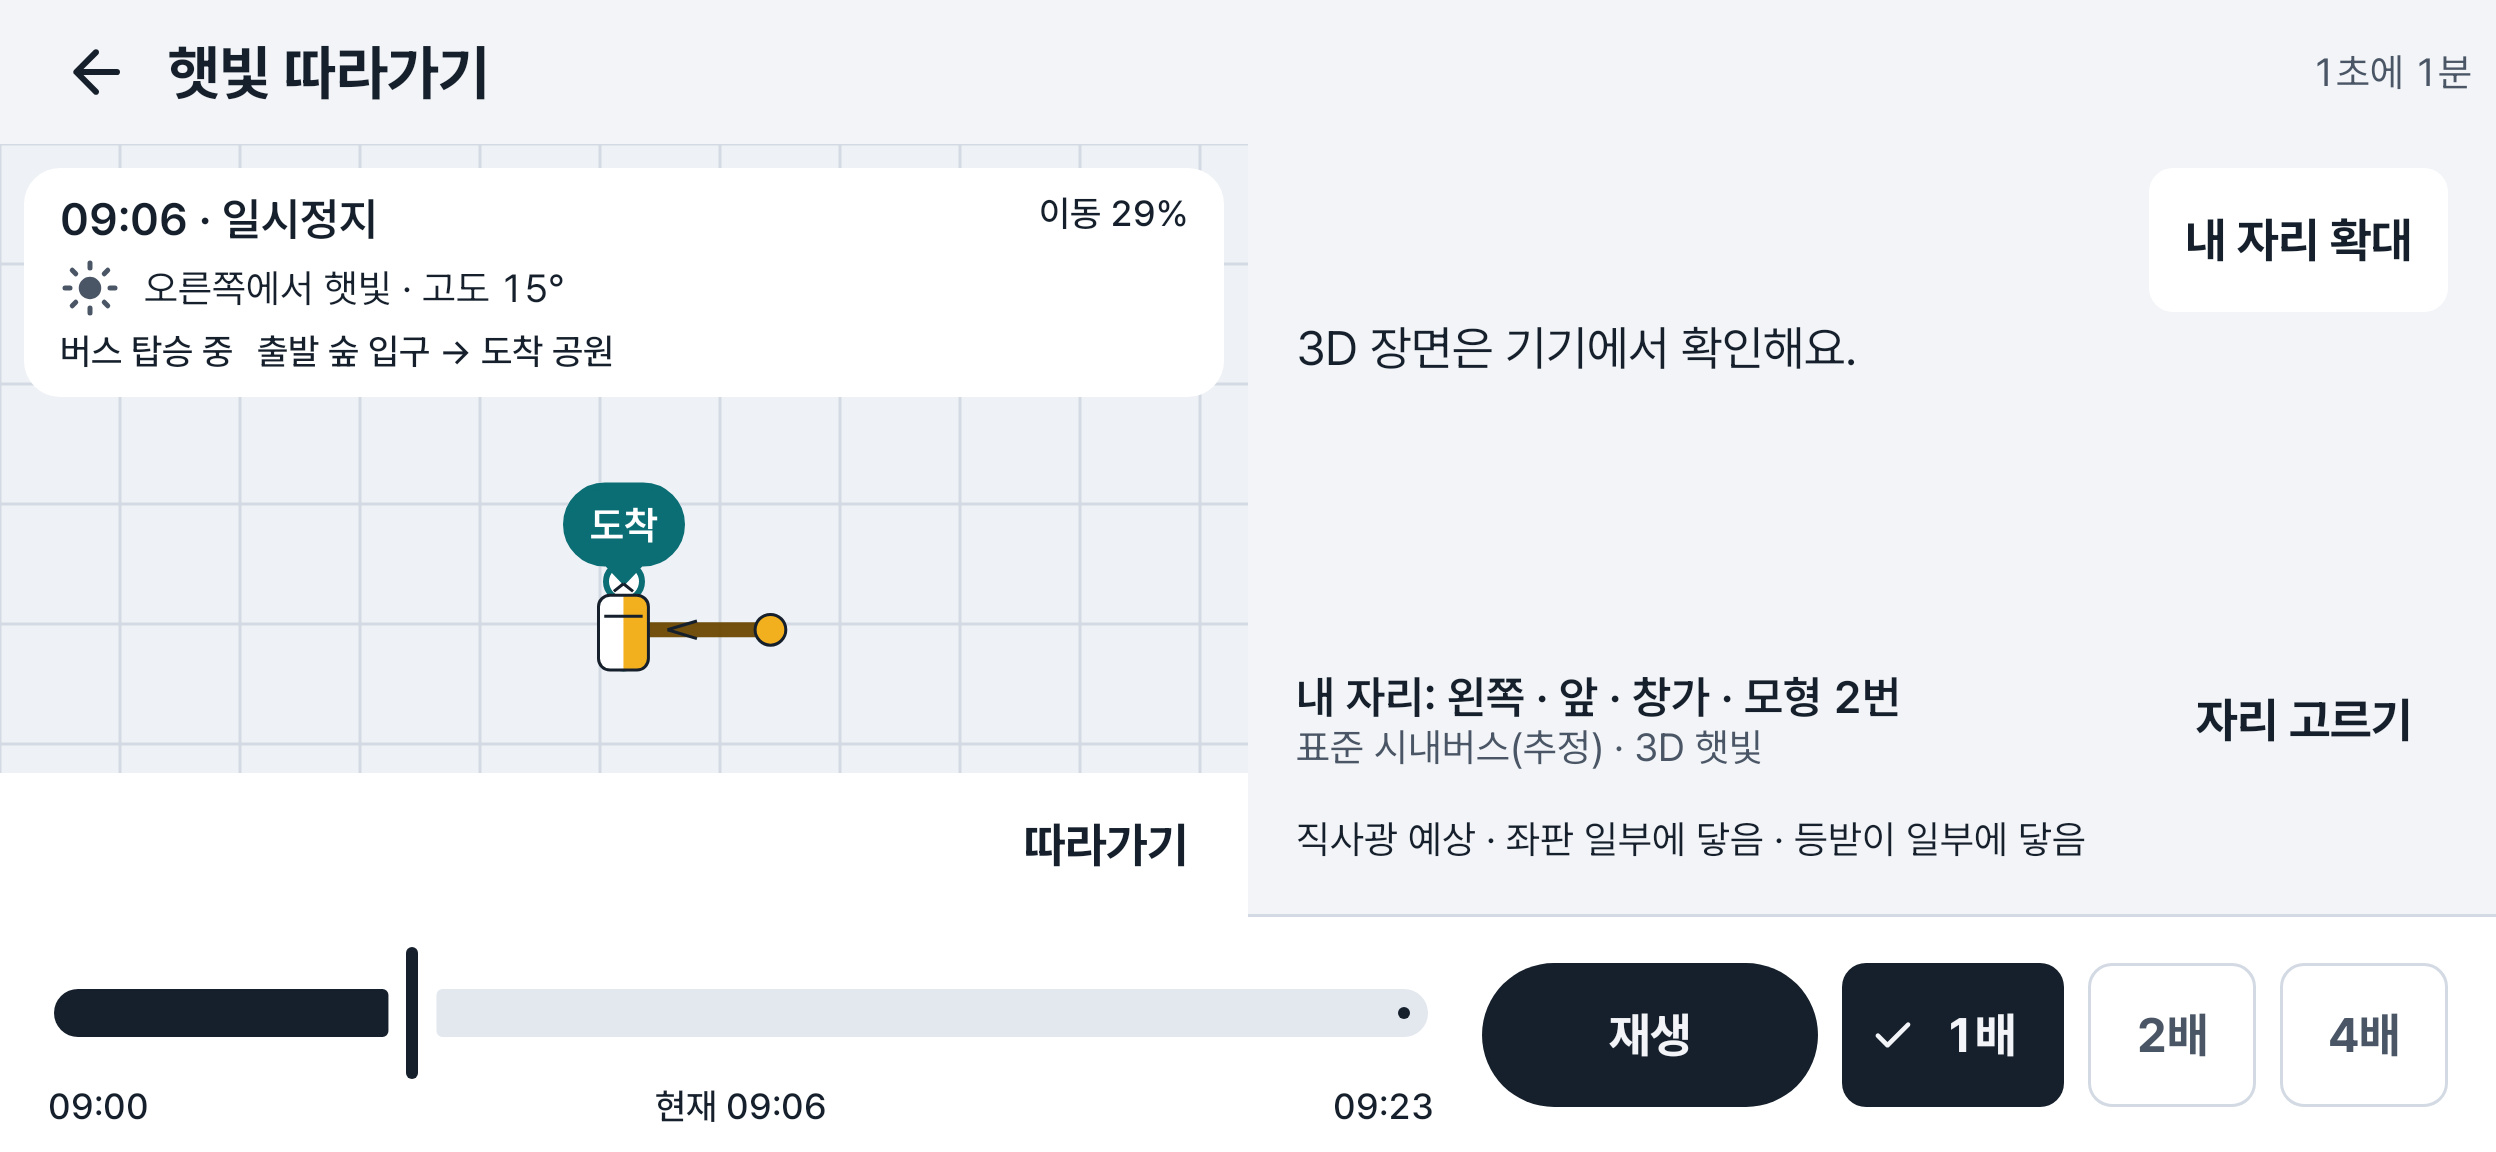 햇빛 따라가기
1초에 1분
09:06 · 일시정지
이동 29%
오른쪽에서 햇빛 · 고도 15°
버스 탑승중 출발 숲 입구 → 도착 공원
도착
따라가기
내 자리 확대
3D 장면은 기기에서 확인해요.
내 자리: 왼쪽 · 앞 · 창가 · 모형 2번
표준 시내버스(추정) · 3D 햇빛
자리 고르기
직사광 예상 · 좌판 일부에 닿음 · 등받이 일부에 닿음
09:00
현재 09:06
09:23
재생
1배
2배
4배